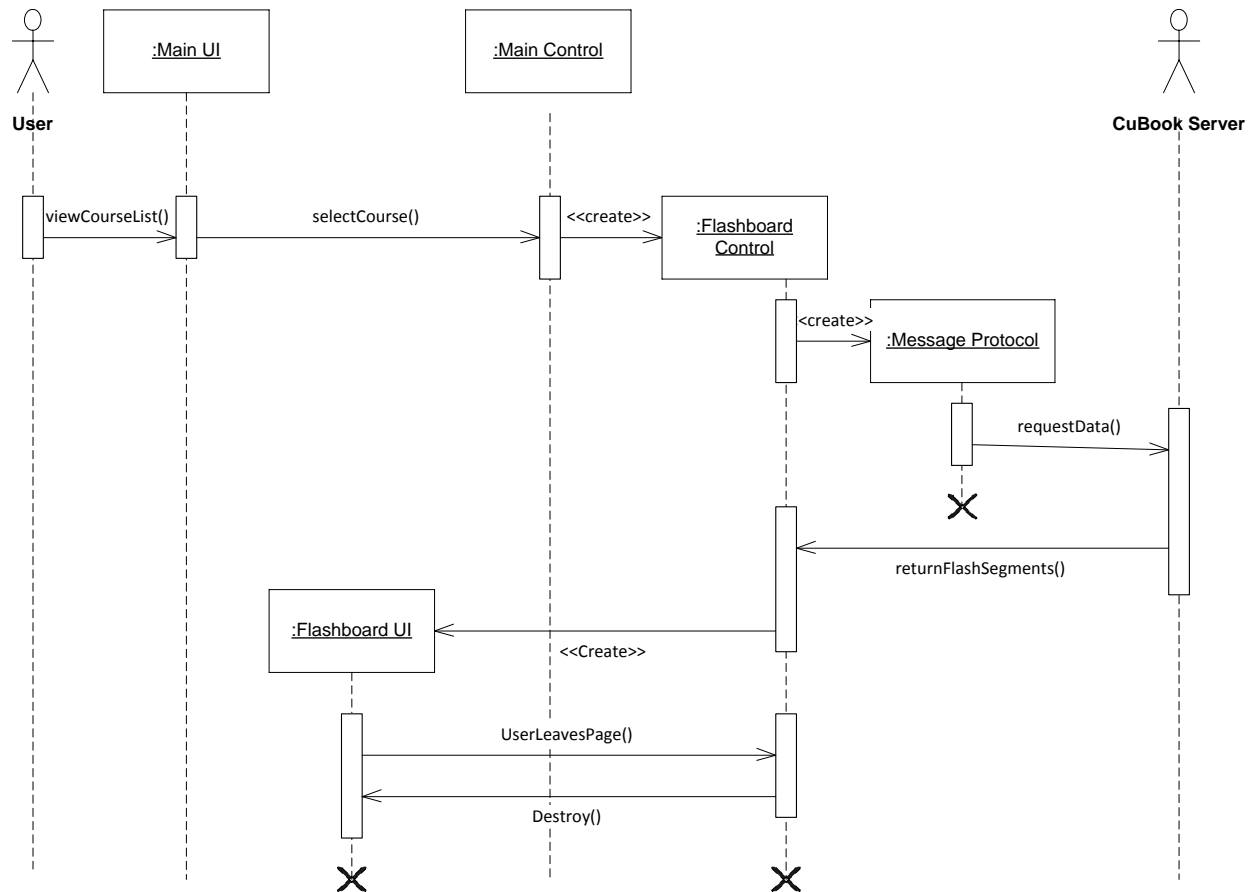 :Main UI
:Main Control
User
CuBook Server
viewCourseList()
selectCourse()
<<create>>
:Flashboard
Control
<create>>
:Message Protocol
requestData()
returnFlashSegments()
:Flashboard UI
<<Create>>
UserLeavesPage()
Destroy()